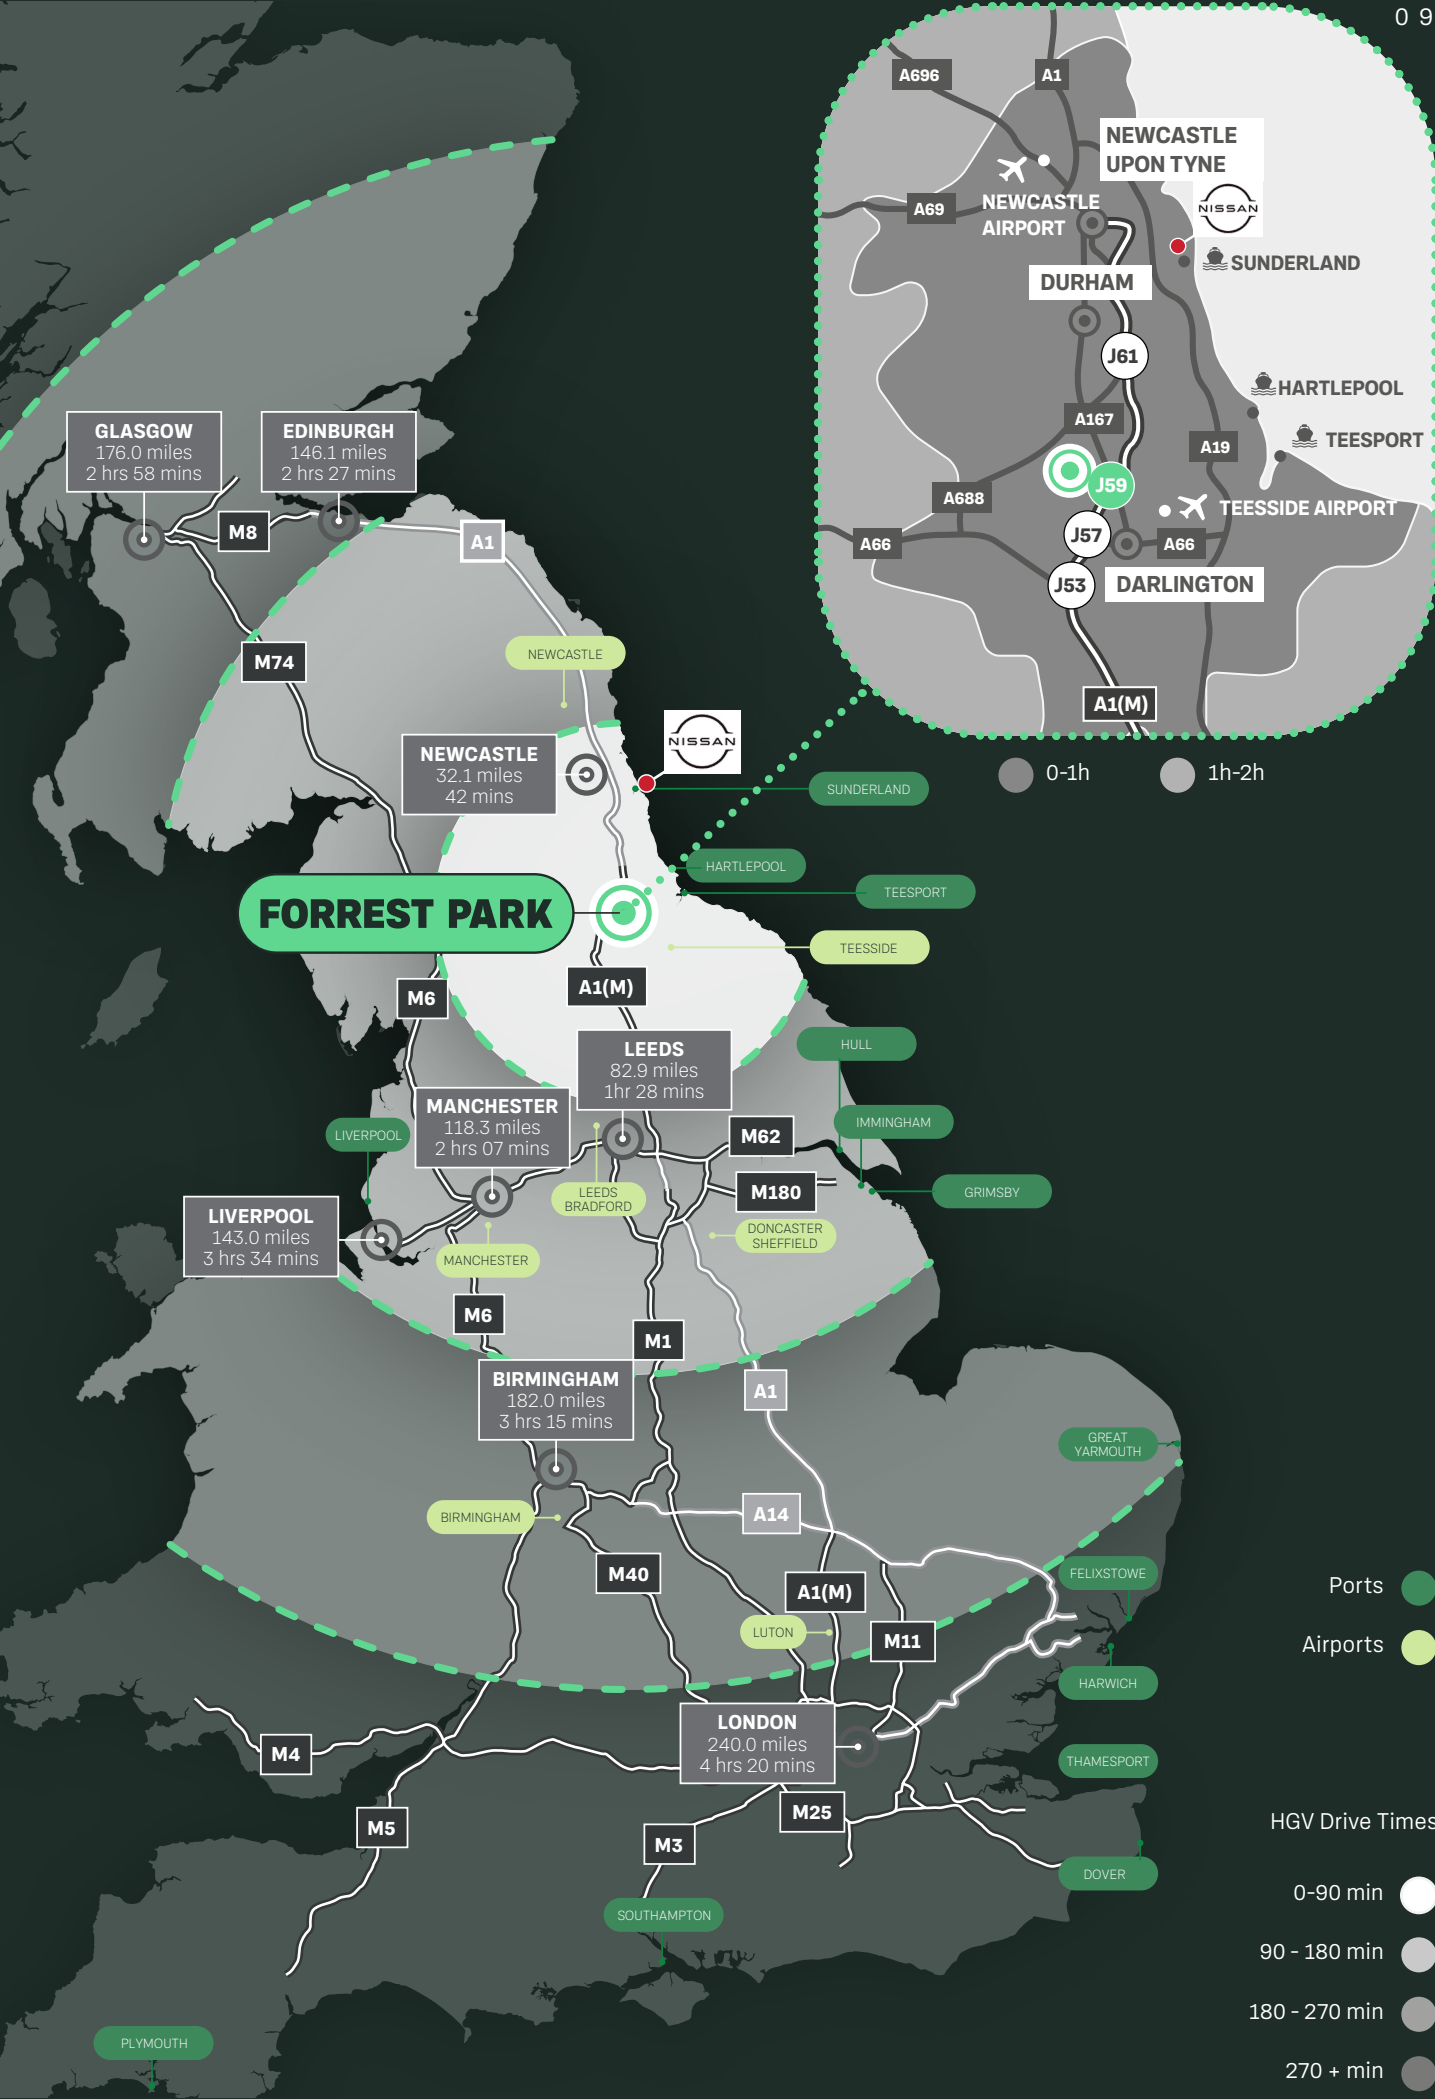 09
A696
A1
NEWCASTLE
UPON TYNE
NISSAN
A69
NEWCASTLE
AIRPORT
SUNDERLAND
DURHAM
J61
HARTLEPOOL
A167
TEESPORT
A19
J59
A688
TEESSIDE AIRPORT
J57
A66
A66
J53
DARLINGTON
A1(M)
0-1h
1h-2h
GLASGOW
176.0 miles
2 hrs 58 mins
EDINBURGH
146.1 miles
2 hrs 27 mins
M8
A1
M74
NEWCASTLE
NEWCASTLE
32.1 miles
42 mins
NISSAN
SUNDERLAND
HARTLEPOOL
TEESPORT
FORREST PARK
TEESSIDE
M6
A1(M)
LEEDS
82.9 miles
1hr 28 mins
HULL
MANCHESTER
118.3 miles
2 hrs 07 mins
IMMINGHAM
LIVERPOOL
M62
M180
GRIMSBY
LEEDS
BRADFORD
LIVERPOOL
143.0 miles
3 hrs 34 mins
DONCASTER
SHEFFIELD
MANCHESTER
M6
M1
BIRMINGHAM
182.0 miles
3 hrs 15 mins
A1
GREAT
YARMOUTH
BIRMINGHAM
A14
M40
A1(M)
FELIXSTOWE
Ports
LUTON
M11
Airports
HARWICH
LONDON
240.0 miles
4 hrs 20 mins
M4
THAMESPORT
M25
M5
M3
HGV Drive Times
DOVER
0-90 min
SOUTHAMPTON
90 - 180 min
180 - 270 min
PLYMOUTH
270 + min